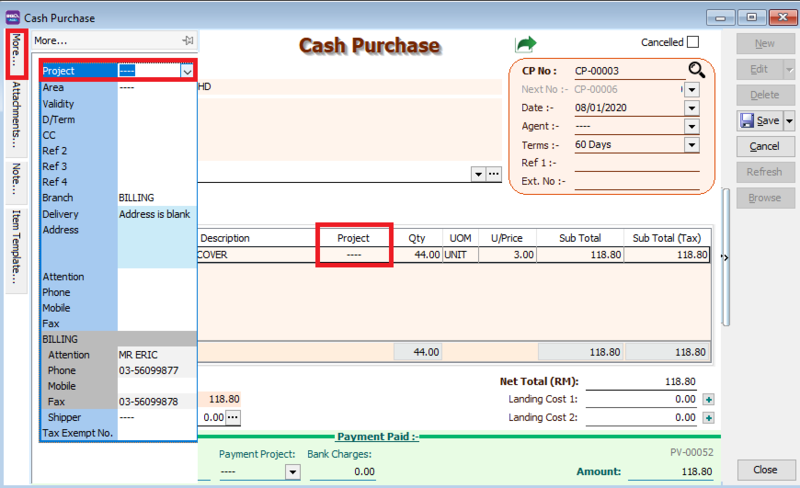 Cash Purchase
More...
Attachments...
Note...
Item Template...
More...
Project ----
Area ----
Validity
D/Term
CC
Ref 2
Ref 3
Ref 4
Branch BILLING
Delivery Address is blank
Address
Attention
Phone
Mobile
Fax
BILLING
Attention MR ERIC
Phone 03-56099877
Mobile
Fax 03-56099878
Shipper ----
Tax Exempt No.
Cash Purchase
Cancelled
HD
CP No : CP-00003
Next No :- CP-00006
Date :- 08/01/2020
Agent :- ----
Terms :- 60 Days
Ref 1 :-
Ext. No :-
Description Project Qty UOM U/Price Sub Total Sub Total (Tax)
COVER ---- 44.00 UNIT 3.00 118.80 118.80
44.00 118.80 118.80
Net Total (RM): 118.80
118.80 Landing Cost 1: 0.00
0.00 Landing Cost 2: 0.00
Payment Paid :-
Payment Project: Bank Charges: PV-00052
---- 0.00 Amount: 118.80
New
Edit
Delete
Save
Cancel
Refresh
Browse
Close